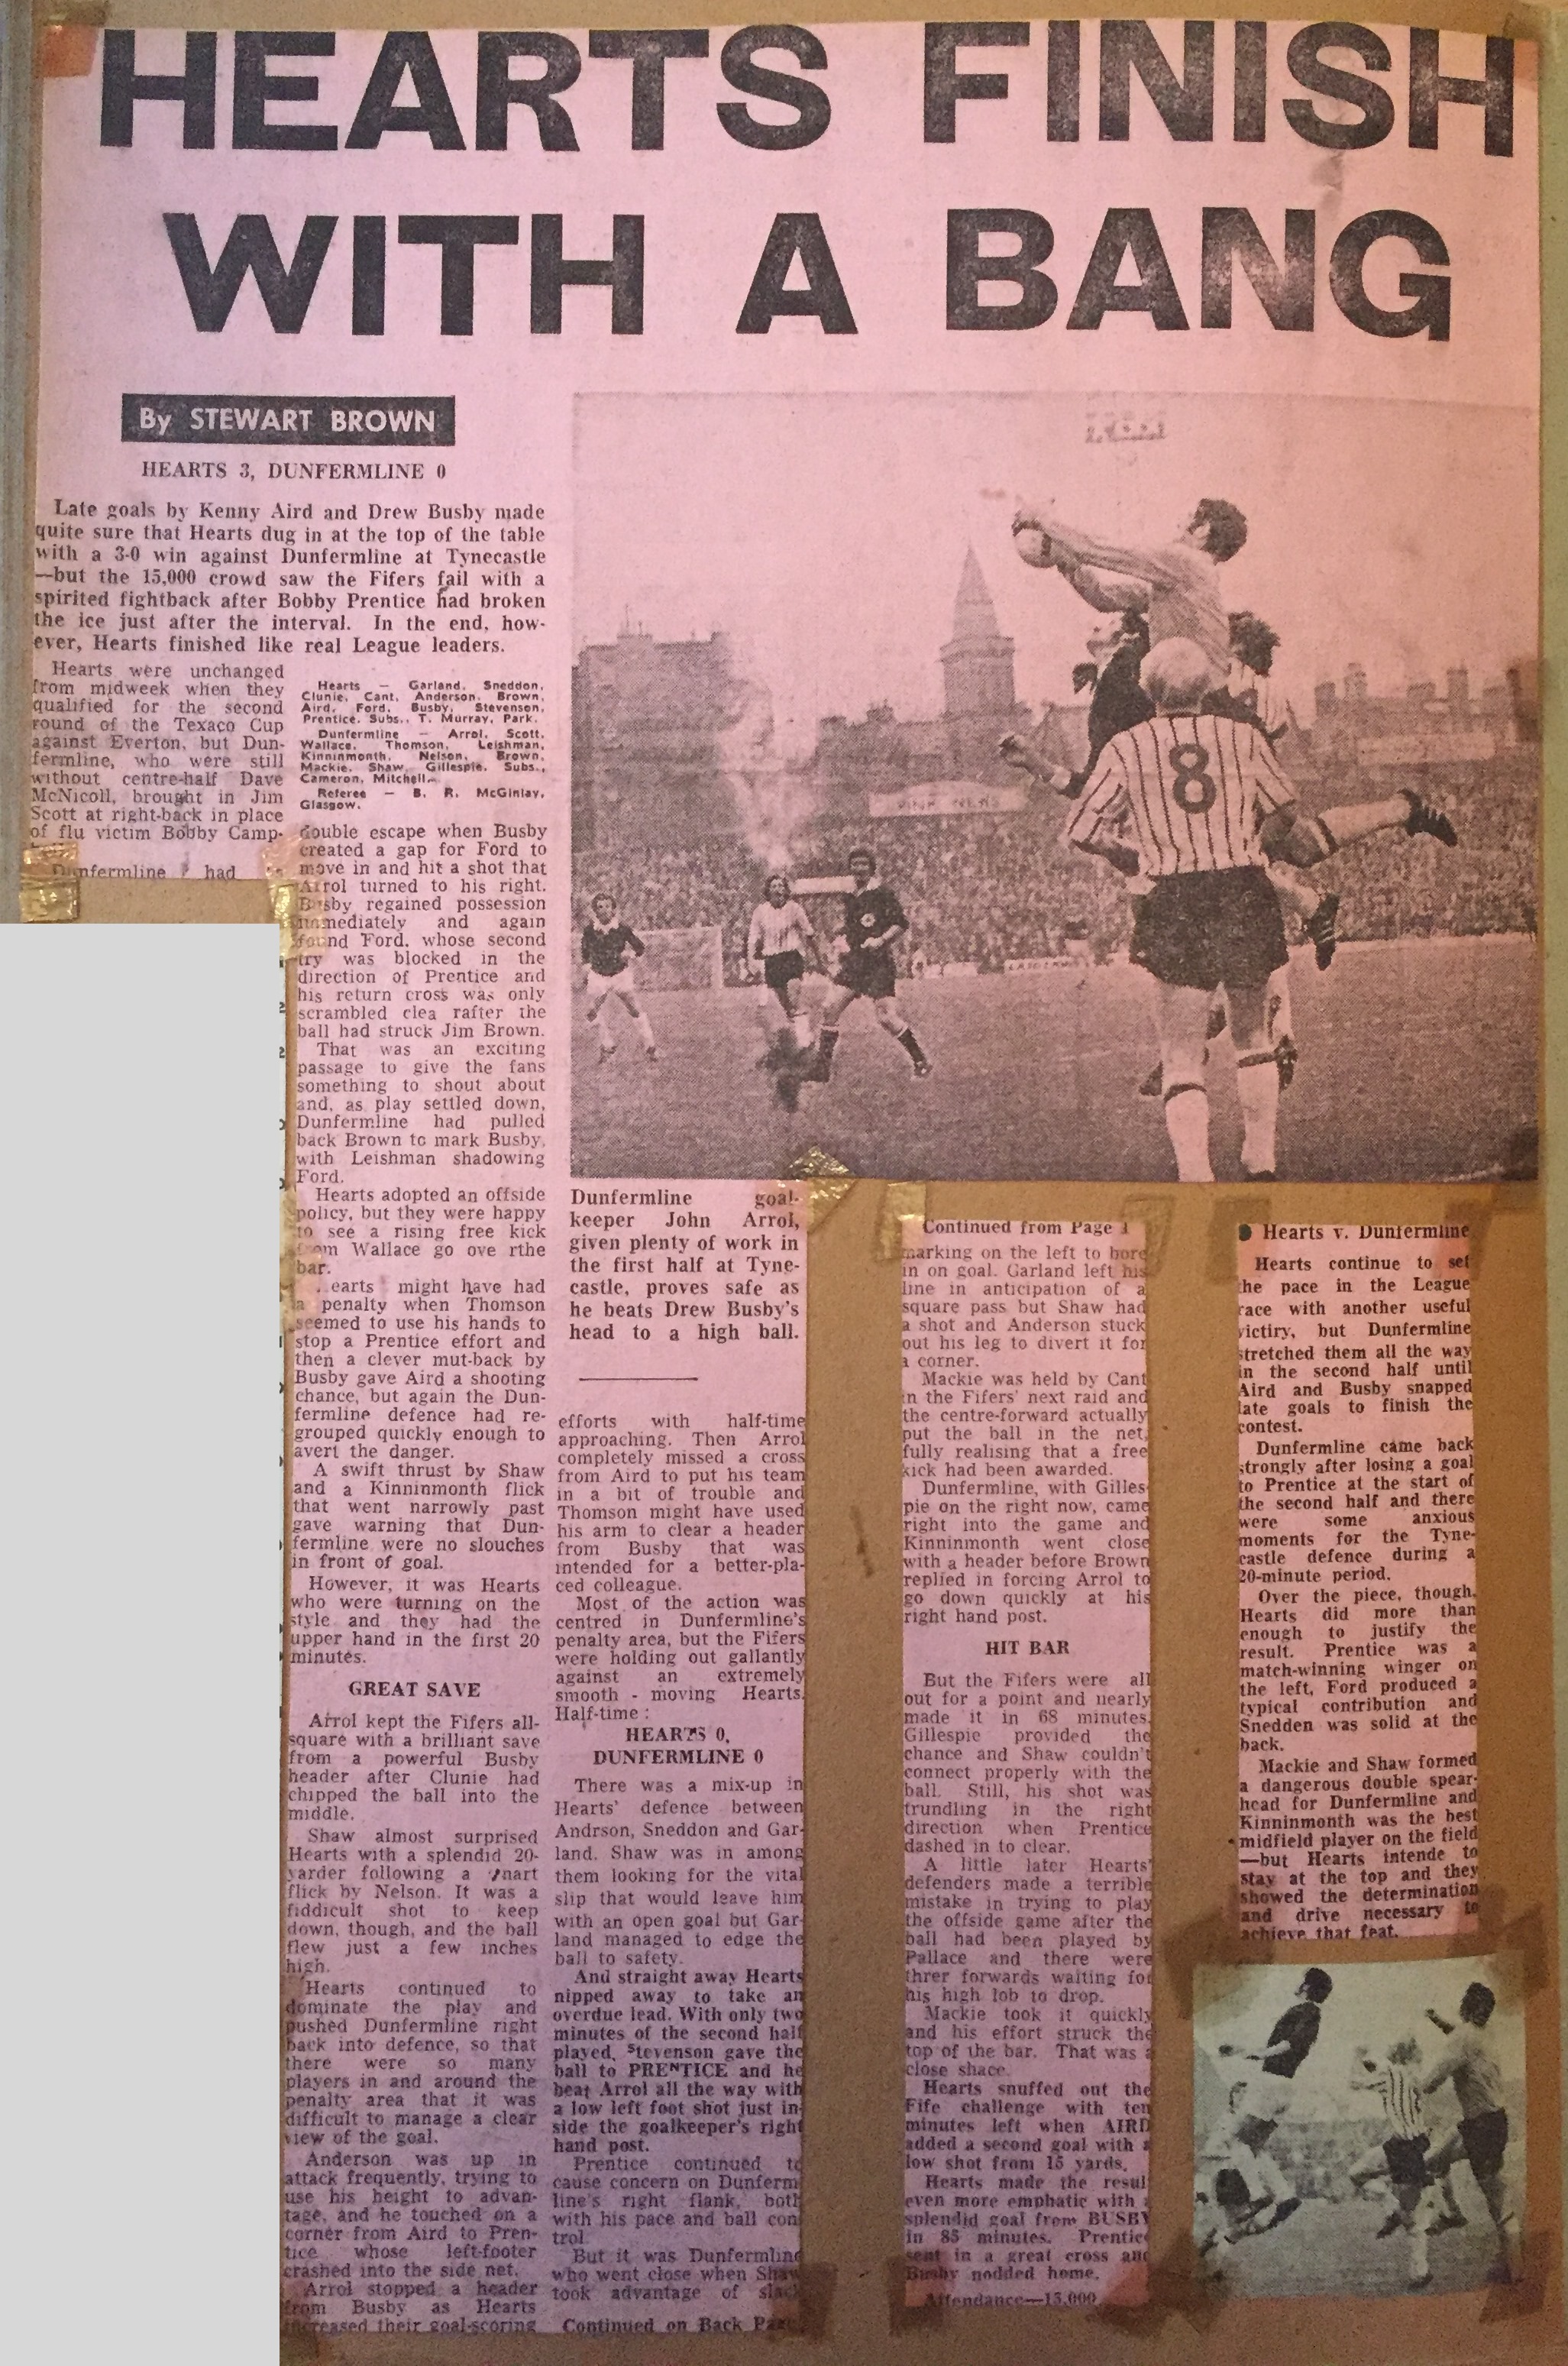 HEARTS FINISH
WITH A BANG
By STEWART BROWN
HEARTS 3, DUNFERMLINE 0
Late goals by Kenny Aird and Drew Busby made
quite sure that Hearts dug in at the top of the table
with a 3-0 win against Dunfermline at Tynecastle
—but the 15,000 crowd saw the Fifers fail with a
spirited fightback after Bobby Prentice had broken
the ice just after the interval. In the end, how-
ever, Hearts finished like real League leaders.
Hearts were unchanged
from midweek when they
qualified for the second
round of the Texaco Cup
against Everton, but Dun-
fermline, who were still
without centre-half Dave
McNicoll, brought in Jim
Scott at right-back in place
of flu victim Bobby Camp-
Dunfermline had
Hearts — Garland, Sneddon,
Clunie, Cant, Anderson, Brown,
Aird, Ford, Busby, Stevenson,
Prentice. Subs., T. Murray, Park.
Dunfermline — Arrol, Scott,
Wallace, Thomson, Leishman,
Kinninmonth, Nelson, Brown,
Mackie, Shaw, Gillespie. Subs.,
Cameron, Mitchell.
Referee — B. R. McGinlay,
Glasgow.
double escape when Busby
created a gap for Ford to
move in and hit a shot that
Arrol turned to his right.
Busby regained possession
immediately and again
found Ford, whose second
try was blocked in the
direction of Prentice and
his return cross was only
scrambled clea rafter the
ball had struck Jim Brown.
That was an exciting
passage to give the fans
something to shout about
and, as play settled down,
Dunfermline had pulled
back Brown to mark Busby,
with Leishman shadowing
Ford.
Hearts adopted an offside
policy, but they were happy
to see a rising free kick
from Wallace go ove rthe
bar.
earts might have had
a penalty when Thomson
seemed to use his hands to
stop a Prentice effort and
then a clever mut-back by
Busby gave Aird a shooting
chance, but again the Dun-
fermline defence had re-
grouped quickly enough to
avert the danger.
A swift thrust by Shaw
and a Kinninmonth flick
that went narrowly past
gave warning that Dun-
fermline were no slouches
in front of goal.
However, it was Hearts
who were turning on the
style and they had the
upper hand in the first 20
minutes.
GREAT SAVE
Arrol kept the Fifers all-
square with a brilliant save
from a powerful Busby
header after Clunie had
chipped the ball into the
middle.
Shaw almost surprised
Hearts with a splendid 20-
yarder following a
flick by Nelson. It was a
fiddicult shot to keep
down, though, and the ball
flew just a few inches
high.
Hearts continued to
dominate the play and
pushed Dunfermline right
back into defence, so that
there were so many
players in and around the
penalty area that it was
difficult to manage a clear
view of the goal.
Anderson was up in
attack frequently, trying to
use his height to advan-
tage, and he touched on a
corner from Aird to Pren-
tice whose left-footer
crashed into the side net.
Arrol stopped a header
from Busby as Hearts
increased their goal-scoring
Dunfermline goal-
keeper John Arrol,
given plenty of work in
the first half at Tyne-
castle, proves safe as
he beats Drew Busby's
head to a high ball.
efforts with half-time
approaching. Then Arrol
completely missed a cross
from Aird to put his team
in a bit of trouble and
Thomson might have used
his arm to clear a header
from Busby that was
intended for a better-pla-
ced colleague.
Most of the action was
centred in Dunfermline's
penalty area, but the Fifers
were holding out gallantly
against an extremely
smooth - moving Hearts.
Half-time :
HEARTS 0,
DUNFERMLINE 0
There was a mix-up in
Hearts' defence between
Andrson, Sneddon and Gar-
land. Shaw was in among
them looking for the vital
slip that would leave him
with an open goal but Gar-
land managed to edge the
ball to safety.
And straight away Hearts
nipped away to take an
overdue lead. With only two
minutes of the second half
played, Stevenson gave the
ball to PRENTICE and he
beat Arrol all the way with
a low left foot shot just in-
side the goalkeeper's right
hand post.
Prentice continued to
cause concern on Dunferm-
line's right flank, both
with his pace and ball con-
trol.
But it was Dunfermline
who went close when Shaw
took advantage of slack
Continued on Back Page
Continued from Page 1
marking on the left to bore
in on goal. Garland left his
line in anticipation of a
square pass but Shaw had
a shot and Anderson stuck
out his leg to divert it for
a corner.
Mackie was held by Cant
in the Fifers' next raid and
the centre-forward actually
put the ball in the net,
fully realising that a free
kick had been awarded.
Dunfermline, with Gilles-
pie on the right now, came
right into the game and
Kinninmonth went close
with a header before Brown
replied in forcing Arrol to
go down quickly at his
right hand post.
HIT BAR
But the Fifers were all
out for a point and nearly
made it in 68 minutes.
Gillespie provided the
chance and Shaw couldn't
connect properly with the
ball. Still, his shot was
trundling in the right
direction when Prentice
dashed in to clear.
A little later Hearts'
defenders made a terrible
mistake in trying to play
the offside game after the
ball had been played by
Pallace and there were
threr forwards waiting for
his high lob to drop.
Mackie took it quickly
and his effort struck the
top of the bar. That was a
close shace.
Hearts snuffed out the
Fife challenge with ten
minutes left when AIRD
added a second goal with a
low shot from 15 yards.
Hearts made the resul
even more emphatic with a
splendid goal from BUSBY
in 85 minutes. Prentice
sent in a great cross and
Busby nodded home.
Attendance—15,000
● Hearts v. Dunfermline
Hearts continue to set
the pace in the League
race with another useful
victiry, but Dunfermline
stretched them all the way
in the second half until
Aird and Busby snapped
late goals to finish the
contest.
Dunfermline came back
strongly after losing a goal
to Prentice at the start of
the second half and there
were some anxious
moments for the Tyne-
castle defence during a
20-minute period.
Over the piece, though,
Hearts did more than
enough to justify the
result. Prentice was a
match-winning winger on
the left, Ford produced a
typical contribution and
Snedden was solid at the
back.
Mackie and Shaw formed
a dangerous double spear-
head for Dunfermline and
Kinninmonth was the best
midfield player on the field
—but Hearts intende to
stay at the top and they
showed the determination
and drive necessary to
achieve that feat.
PINK NEWS
8